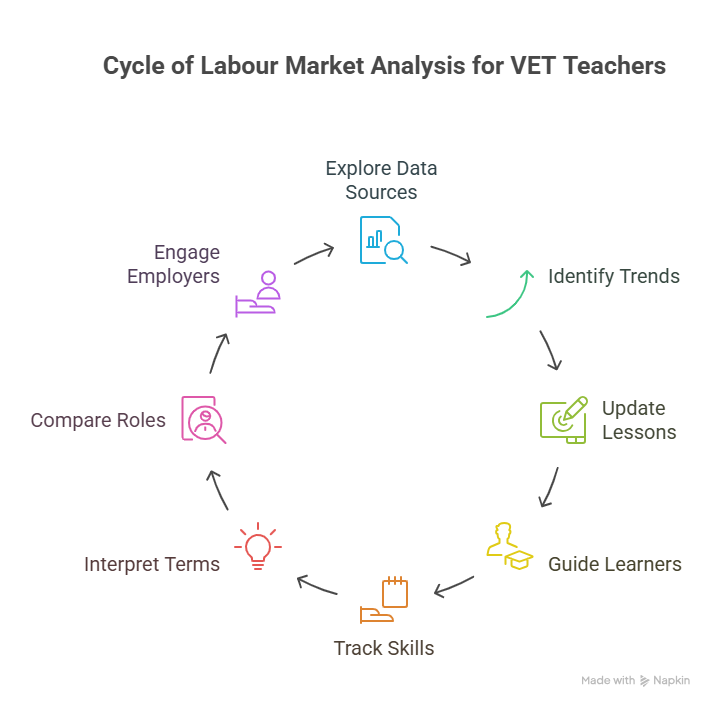 Cycle of Labour Market Analysis for VET Teachers
Explore Data
Sources
Identify Trends
Update
Lessons
Guide Learners
Track Skills
Interpret Terms
Compare Roles
Engage
Employers
Made with Napkin